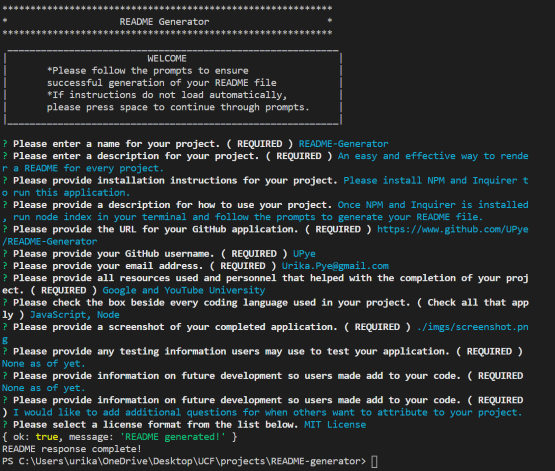 ************************************************************
* README Generator *
************************************************************
WELCOME
*Please follow the prompts to ensure
successful generation of your README file
*If instructions do not load automatically,
please press space to continue through prompts.
? Please enter a name for your project. ( REQUIRED ) README-Generator
? Please enter a description for your project. ( REQUIRED ) An easy and effective way to rende
r a README for every project.
? Please provide installation instructions for your project. Please install NPM and Inquirer t
o run this application.
? Please provide a description for how to use your project. Once NPM and Inquirer is installed
, run node index in your terminal and follow the prompts to generate your README file.
? Please provide the URL for your GitHub application. ( REQUIRED ) https://www.github.com/UPye
/README-Generator
? Please provide your GitHub username. ( REQUIRED ) UPye
? Please provide your email address. ( REQUIRED ) Urika.Pye@gmail.com
? Please provide all resources used and personnel that helped with the completion of your proj
ect. ( REQUIRED ) Google and YouTube University
? Please check the box beside every coding language used in your project. ( Check all that app
ly ) JavaScript, Node
? Please provide a screenshot of your completed application. ( REQUIRED ) ./imgs/screenshot.pn
g
? Please provide any testing information users may use to test your application. ( REQUIRED )
None as of yet.
? Please provide information on future development so users made add to your code. ( REQUIRED
None as of yet.
? Please provide information on future development so users made add to your code. ( REQUIRED
) I would like to add additional questions for when others want to attribute to your project.
? Please select a license format from the list below. MIT License
{ ok: true, message: 'README generated!' }
README response complete!
PS C:\Users\urika\OneDrive\Desktop\UCF\projects\README-generator>